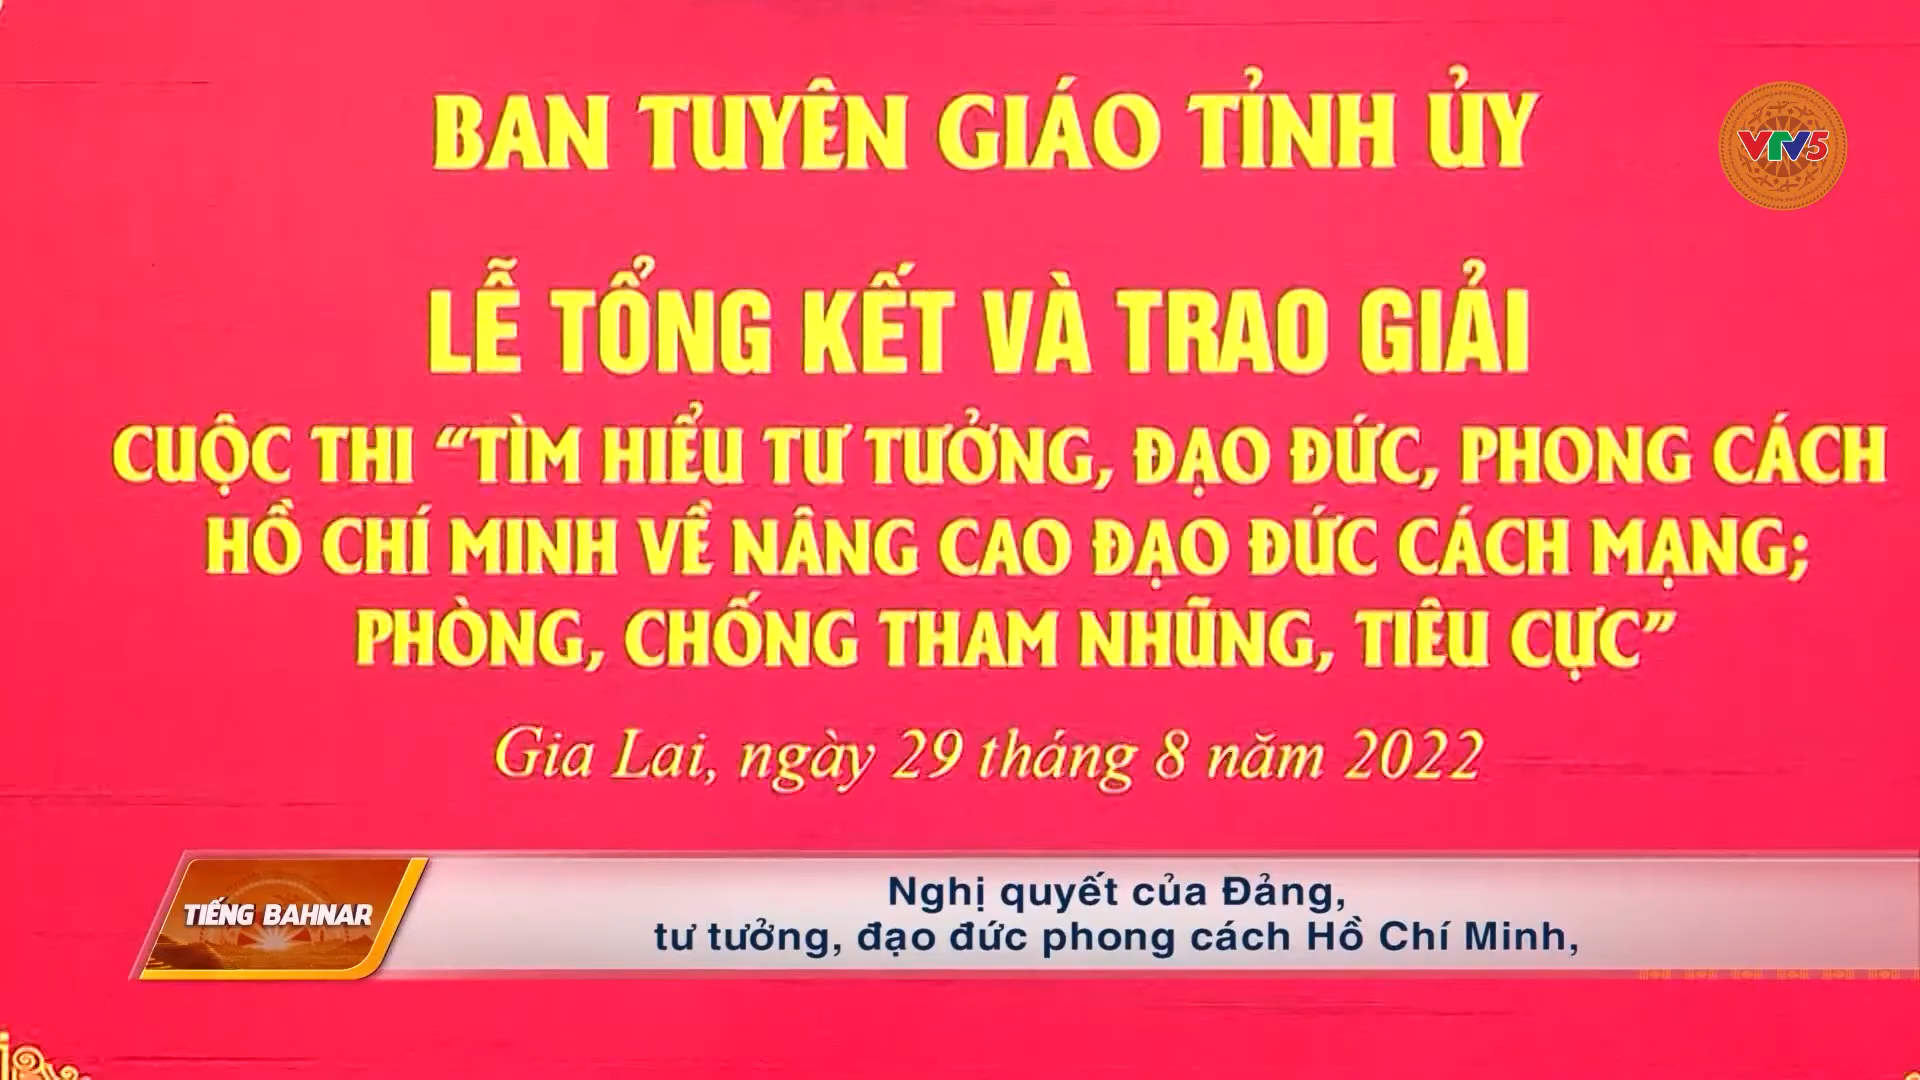 BAN TUYÊN GIÁO TỈNH ỦY
VTV5
LỄ TỔNG KẾT VÀ TRAO GIẢI
CUỘC THI “TÌM HIỂU TƯ TƯỞNG, ĐẠO ĐỨC, PHONG CÁCH
HỒ CHÍ MINH VỀ NÂNG CAO ĐẠO ĐỨC CÁCH MẠNG;
PHÒNG, CHỐNG THAM NHŨNG, TIÊU CỰC”
Gia Lai, ngày 29 tháng 8 năm 2022
TIẾNG BAHNAR
Nghị quyết của Đảng,
tư tưởng, đạo đức phong cách Hồ Chí Minh,